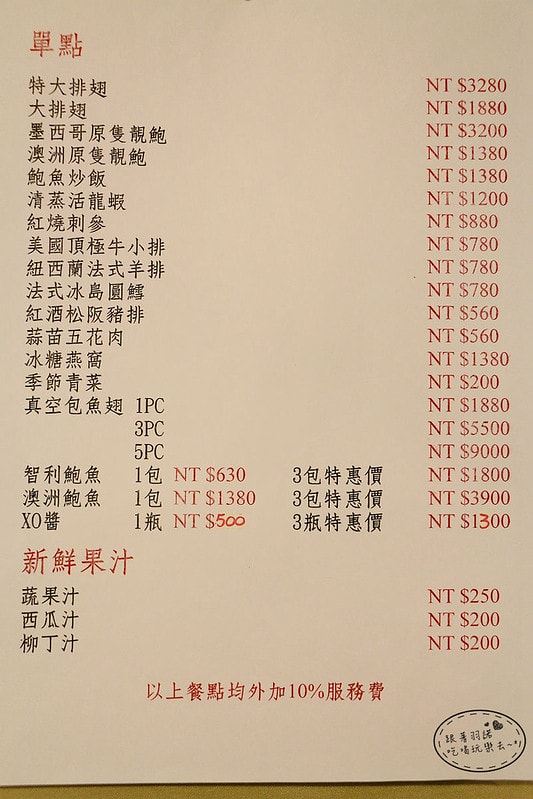 單點
特大排翅 NT $3280
大排翅 NT $1880
墨西哥原隻靚鮑 NT $3200
澳洲原隻靚鮑 NT $1380
鮑魚炒飯 NT $1380
清蒸活龍蝦 NT $1200
紅燒刺參 NT $880
美國頂極牛小排 NT $780
紐西蘭法式羊排 NT $780
法式冰島圓鱈 NT $780
紅酒松阪豬排 NT $560
蒜苗五花肉 NT $560
冰糖燕窩 NT $1380
季節青菜 NT $200
真空包魚翅 1PC NT $1880
3PC NT $5500
5PC NT $9000
智利鮑魚 1包 NT $630 3包特惠價 NT $1800
澳洲鮑魚 1包 NT $1380 3包特惠價 NT $3900
XO醬 1瓶 NT $500 3瓶特惠價 NT $1300
新鮮果汁
蔬果汁 NT $250
西瓜汁 NT $200
柳丁汁 NT $200
以上餐點均外加10%服務費
跟著羽諾
吃喝玩樂去~